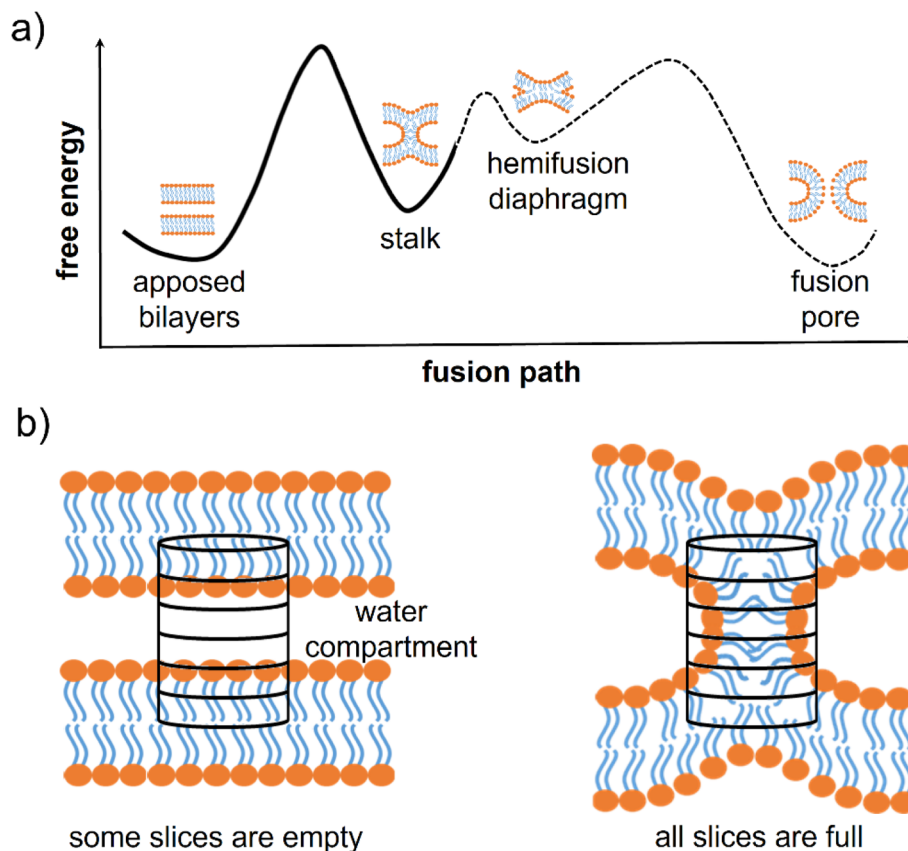 a)
free energy
apposed
bilayers
stalk
hemifusion
diaphragm
fusion
pore
fusion path
b)
water
compartment
some slices are empty
all slices are full